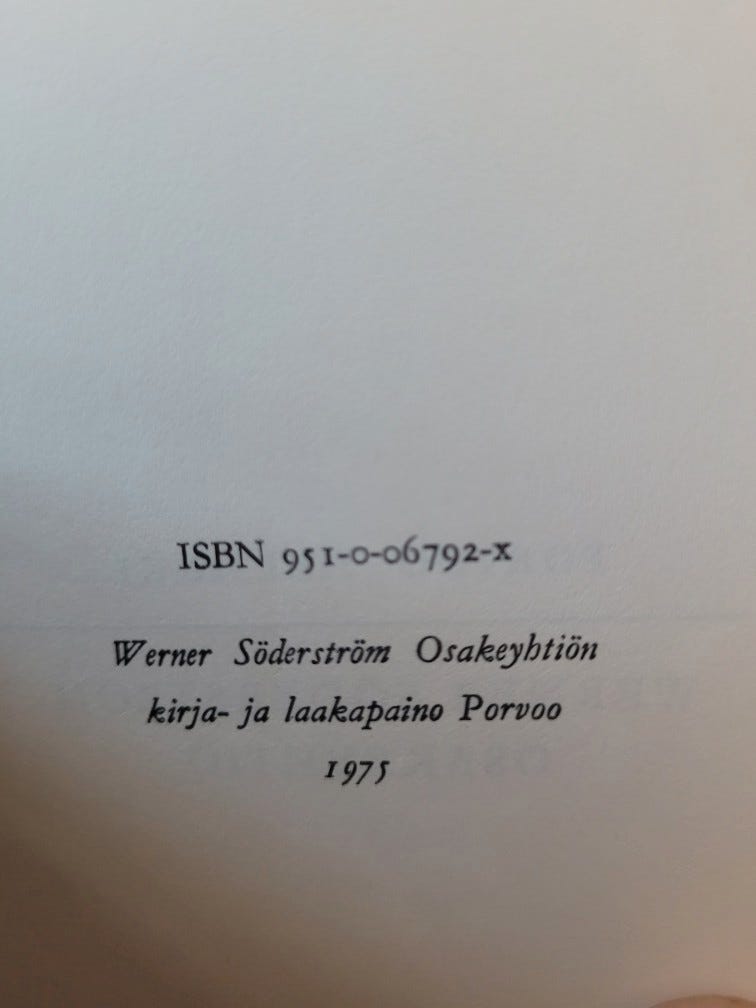 ISBN 951-0-06792-x
Werner Söderström Osakeyhtiön
kirja- ja laakapaino Porvoo
1975